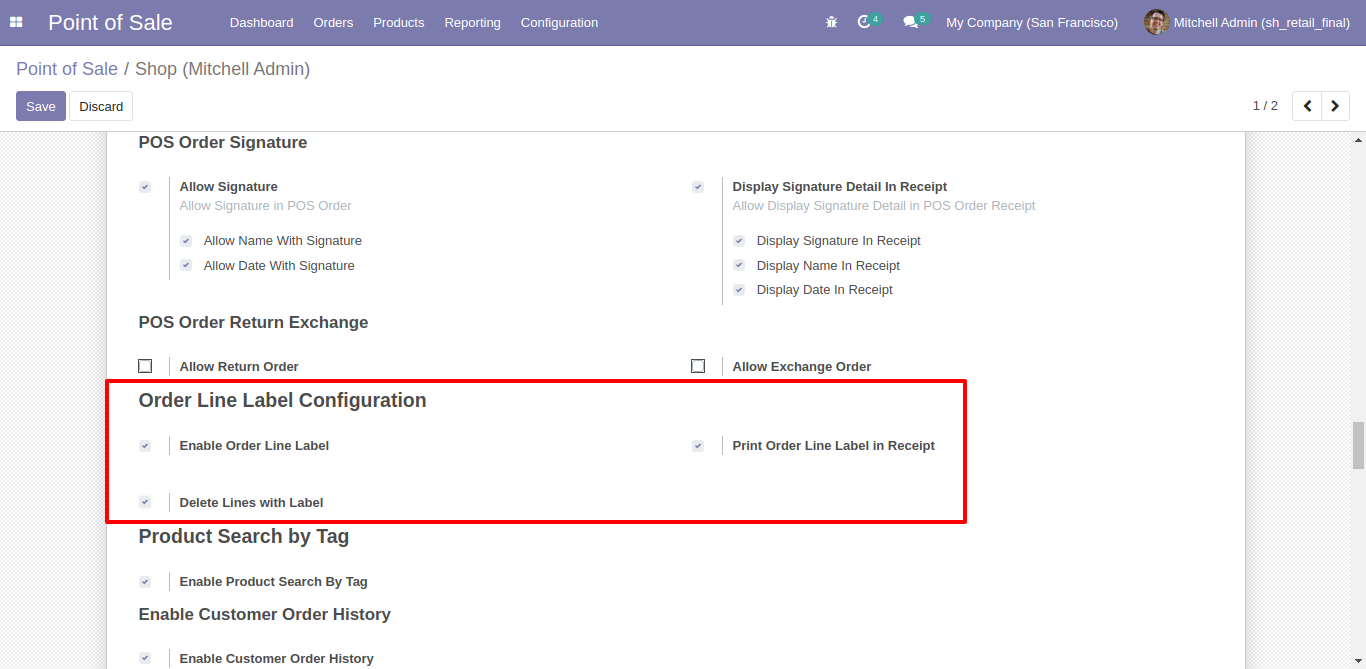 Point of Sale Dashboard Orders Products Reporting Configuration 4 5 My Company (San Francisco) Mitchell Admin (sh_retail_final)
Point of Sale / Shop (Mitchell Admin)
Save Discard 1 / 2
POS Order Signature
Allow Signature Display Signature Detail In Receipt
Allow Signature in POS Order Allow Display Signature Detail in POS Order Receipt
Allow Name With Signature Display Signature In Receipt
Allow Date With Signature Display Name In Receipt
Display Date In Receipt
POS Order Return Exchange
Allow Return Order Allow Exchange Order
Order Line Label Configuration
Enable Order Line Label Print Order Line Label in Receipt
Delete Lines with Label
Product Search by Tag
Enable Product Search By Tag
Enable Customer Order History
Enable Customer Order History